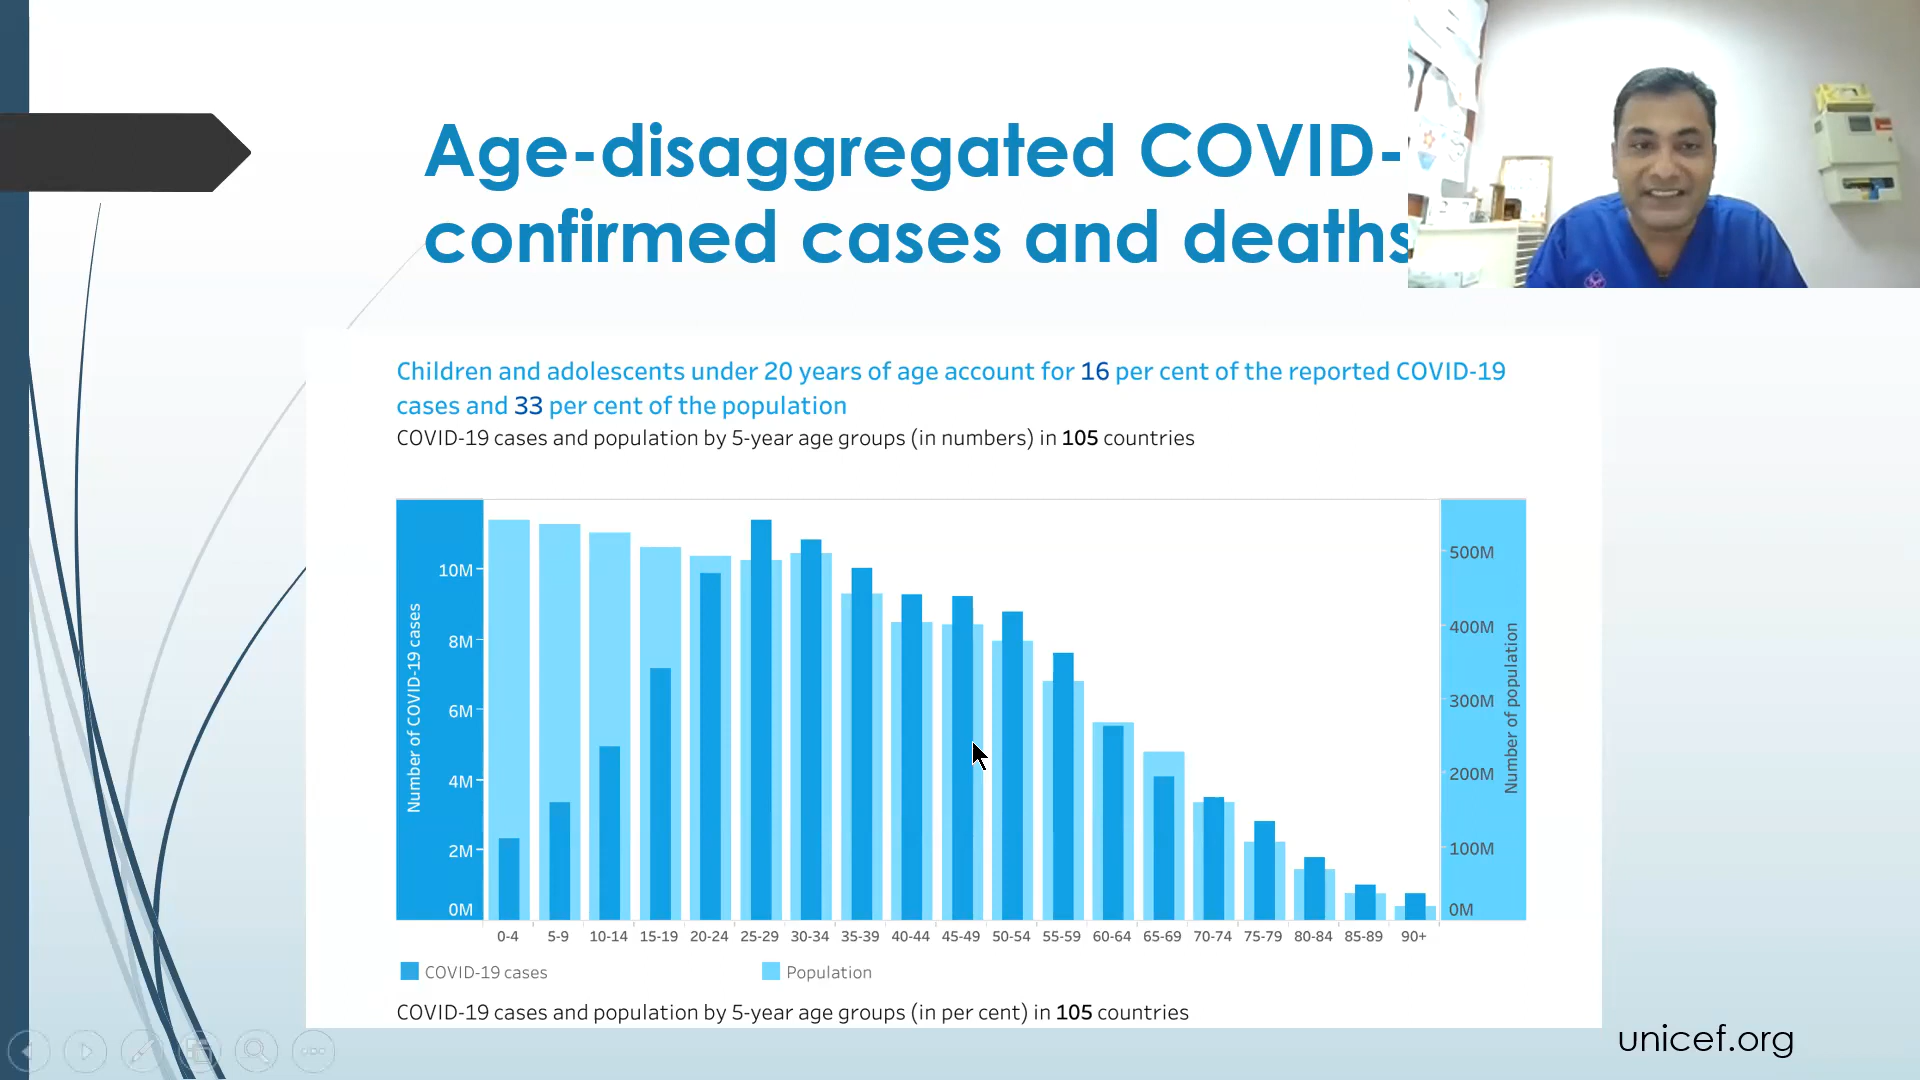 Age-disaggregated COVID-
confirmed cases and deaths
Children and adolescents under 20 years of age account for 16 per cent of the reported COVID-19
cases and 33 per cent of the population
COVID-19 cases and population by 5-year age groups (in numbers) in 105 countries
Number of COVID-19 cases
10M
8M
6M
4M
2M
0M
500M
400M
300M
200M
100M
0M
Number of population
0-4 5-9 10-14 15-19 20-24 25-29 30-34 35-39 40-44 45-49 50-54 55-59 60-64 65-69 70-74 75-79 80-84 85-89 90+
COVID-19 cases Population
COVID-19 cases and population by 5-year age groups (in per cent) in 105 countries
unicef.org